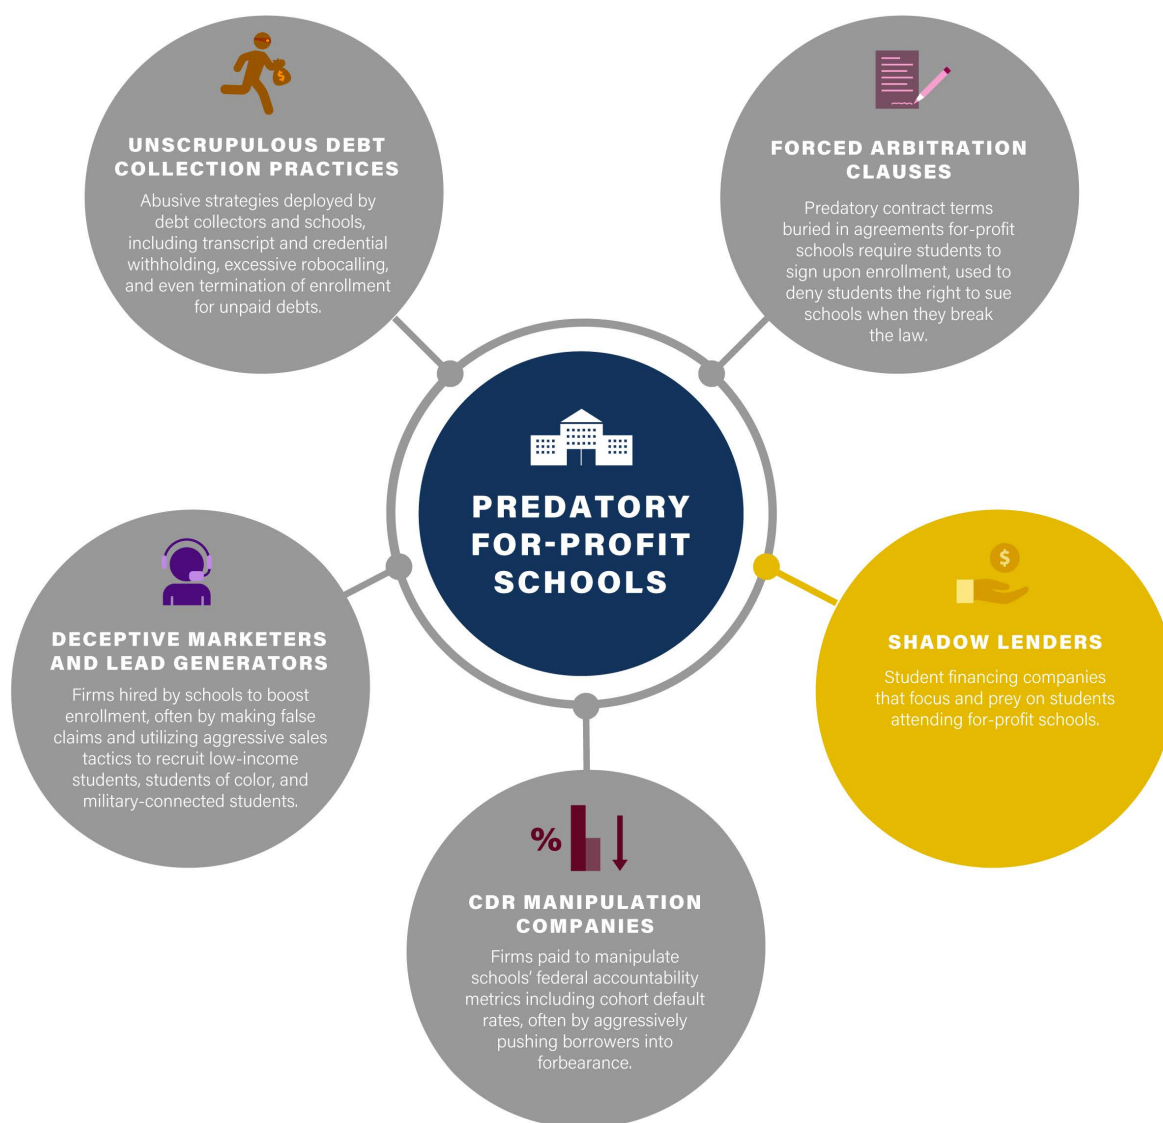 UNSCRUPULOUS DEBT
COLLECTION PRACTICES
Abusive strategies deployed by
debt collectors and schools,
including transcript and credential
withholding, excessive robocalling,
and even termination of enrollment
for unpaid debts.
$
FORCED ARBITRATION
CLAUSES
Predatory contract terms
buried in agreements for-profit
schools require students to
sign upon enrollment, used to
deny students the right to sue
schools when they break
the law.
PREDATORY
FOR-PROFIT
SCHOOLS
DECEPTIVE MARKETERS
AND LEAD GENERATORS
Firms hired by schools to boost
enrollment, often by making false
claims and utilizing aggressive sales
tactics to recruit low-income
students, students of color, and
military-connected students.
$
SHADOW LENDERS
Student financing companies
that focus and prey on students
attending for-profit schools.
%
CDR MANIPULATION
COMPANIES
Firms paid to manipulate
schools' federal accountability
metrics including cohort default
rates, often by aggressively
pushing borrowers into
forbearance.